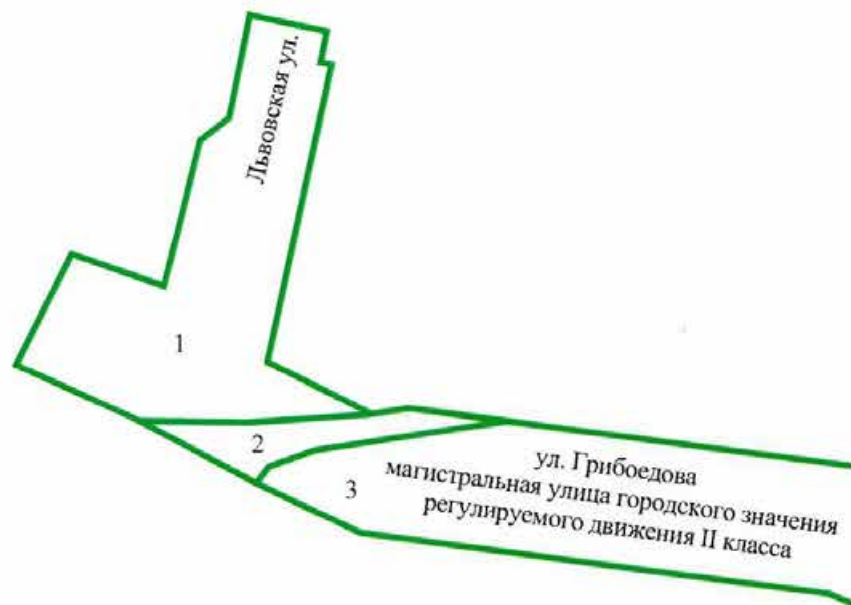 Львовская ул.
1
2
3
ул. Грибоедова
магистральная улица городского значения
регулируемого движения II класса